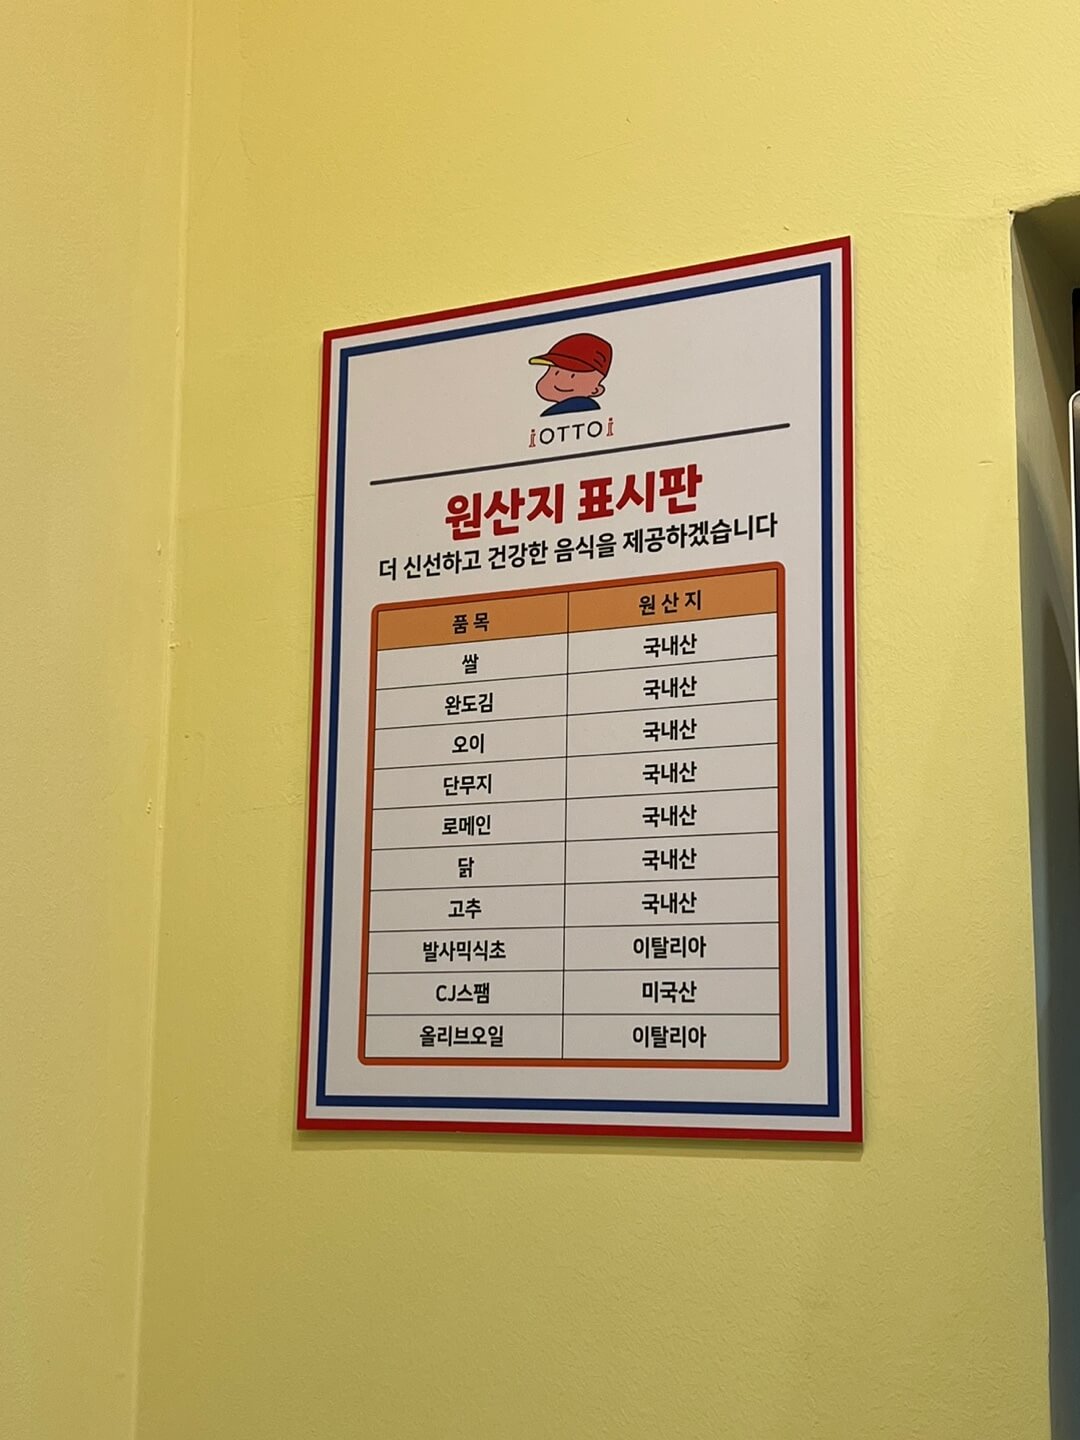 iOTTOi
원산지 표시판
더 신선하고 건강한 음식을 제공하겠습니다
품목 원산지
쌀 국내산
완도김 국내산
오이 국내산
단무지 국내산
로메인 국내산
닭 국내산
고추 국내산
발사믹식초 이탈리아
CJ스팸 미국산
올리브오일 이탈리아